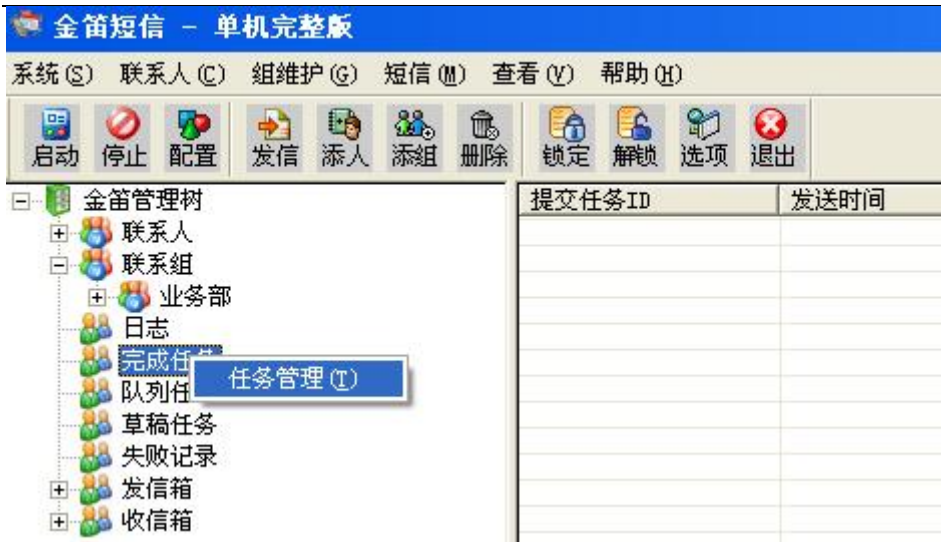 金笛短信 - 单机完整版
系统(S) 联系人(C) 组维护(G) 短信(M) 查看(V) 帮助(H)
启动 停止 配置 发信 添人 添组 删除 锁定 解锁 选项 退出
金笛管理树 提交任务ID 发送时间
联系人
联系组
业务部
日志
完成任务
任务管理(T)
队列任
草稿任务
失败记录
发信箱
收信箱